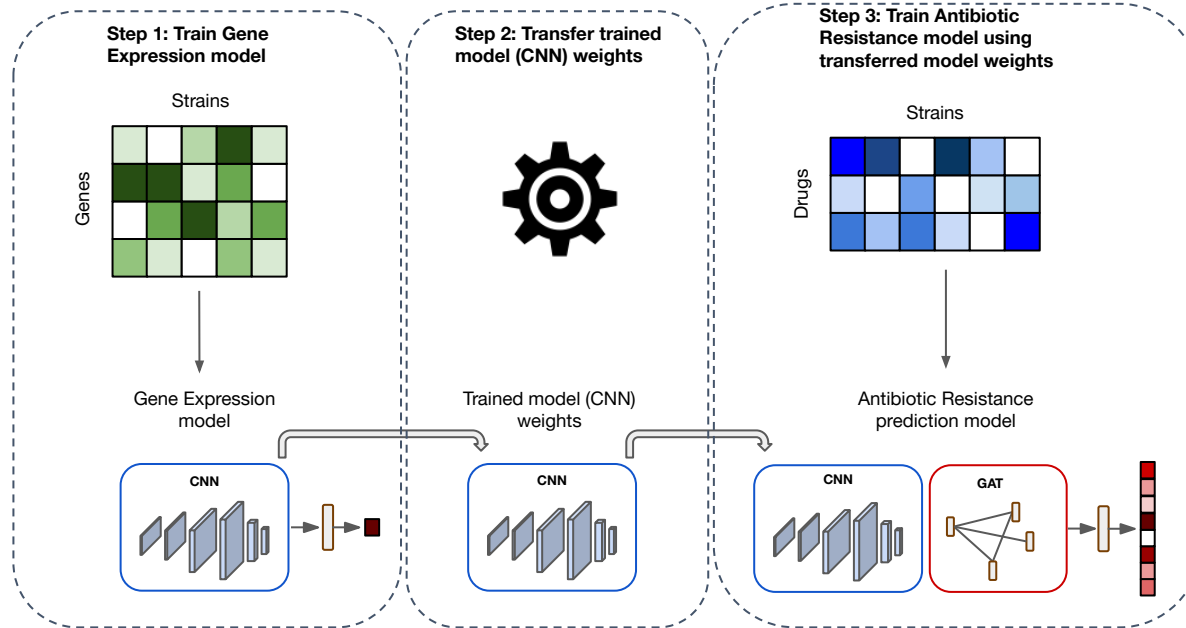 Step 1: Train Gene
Expression model
Strains
Genes
Gene Expression
model
CNN
Step 2: Transfer trained
model (CNN) weights
Trained model (CNN)
weights
CNN
Step 3: Train Antibiotic
Resistance model using
transferred model weights
Strains
Drugs
Antibiotic Resistance
prediction model
CNN
GAT